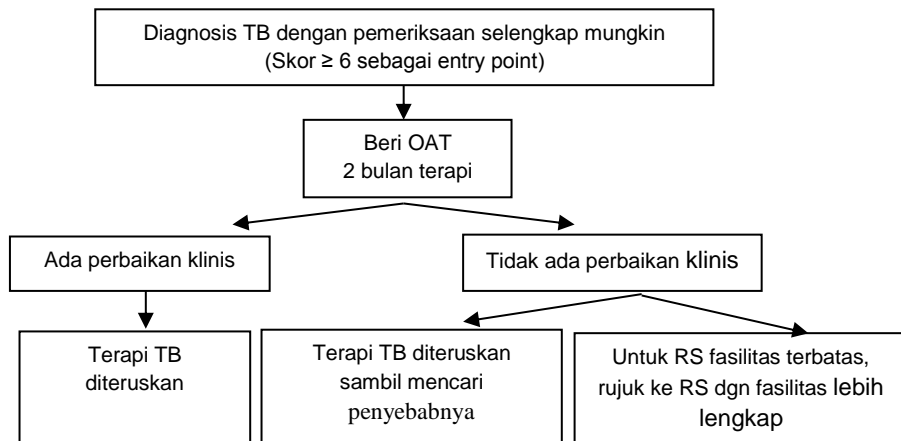 Diagnosis TB dengan pemeriksaan selengkap mungkin
(Skor ≥ 6 sebagai entry point)
Beri OAT
2 bulan terapi
Ada perbaikan klinis
Tidak ada perbaikan klinis
Terapi TB
diteruskan
Terapi TB diteruskan
sambil mencari
penyebabnya
Untuk RS fasilitas terbatas,
rujuk ke RS dgn fasilitas lebih
lengkap